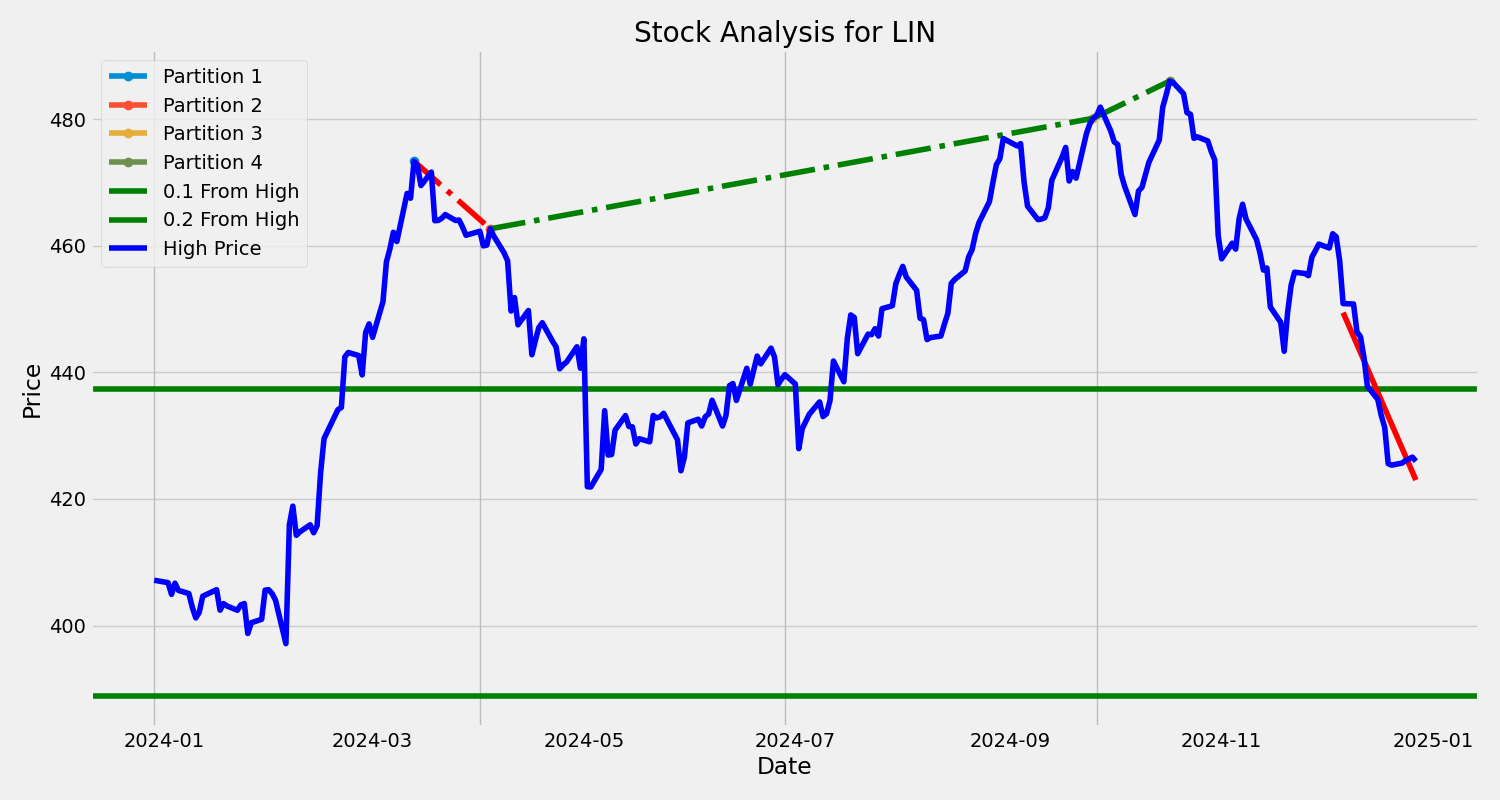 Stock Analysis for LIN
Partition 1
Partition 2
Partition 3
Partition 4
0.1 From High
0.2 From High
High Price
480
460
440
420
400
Price
2024-01
2024-03
2024-05
2024-07
2024-09
2024-11
2025-01
Date